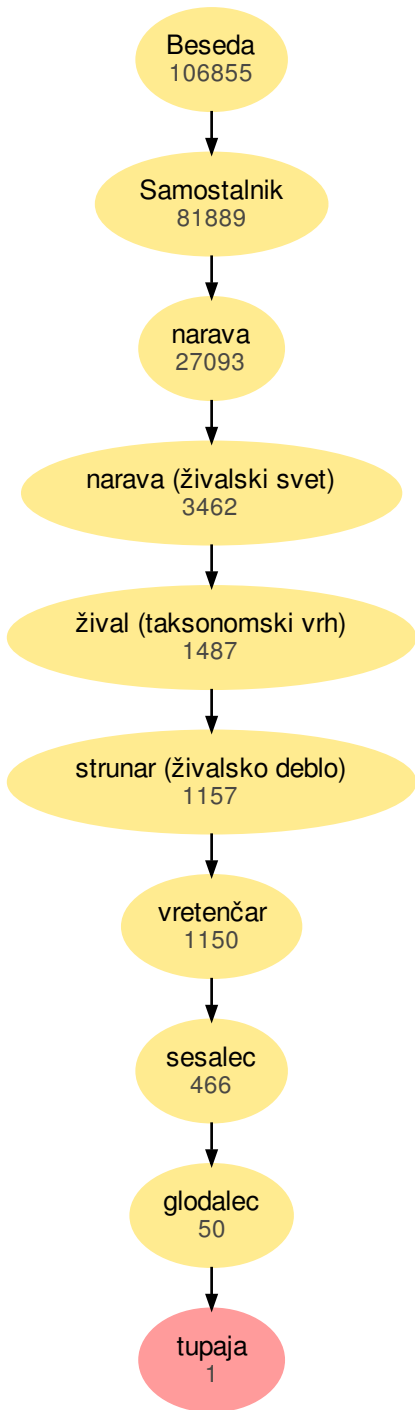 Beseda
106855
Samostalnik
81889
narava
27093
narava (živalski svet)
3462
žival (taksonomski vrh)
1487
strunar (živalsko deblo)
1157
vretenčar
1150
sesalec
466
glodalec
50
tupaja
1